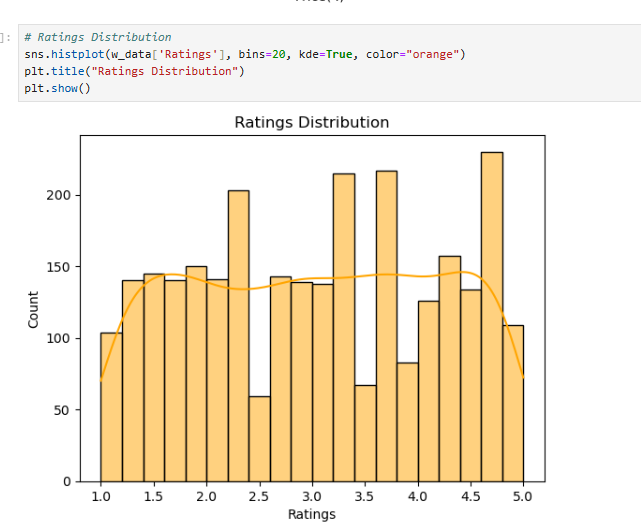 ]:
# Ratings Distribution
sns.histplot(w_data['Ratings'], bins=20, kde=True, color="orange")
plt.title("Ratings Distribution")
plt.show()
Ratings Distribution
200
150
100
50
0
Count
1.0 1.5 2.0 2.5 3.0 3.5 4.0 4.5 5.0
Ratings